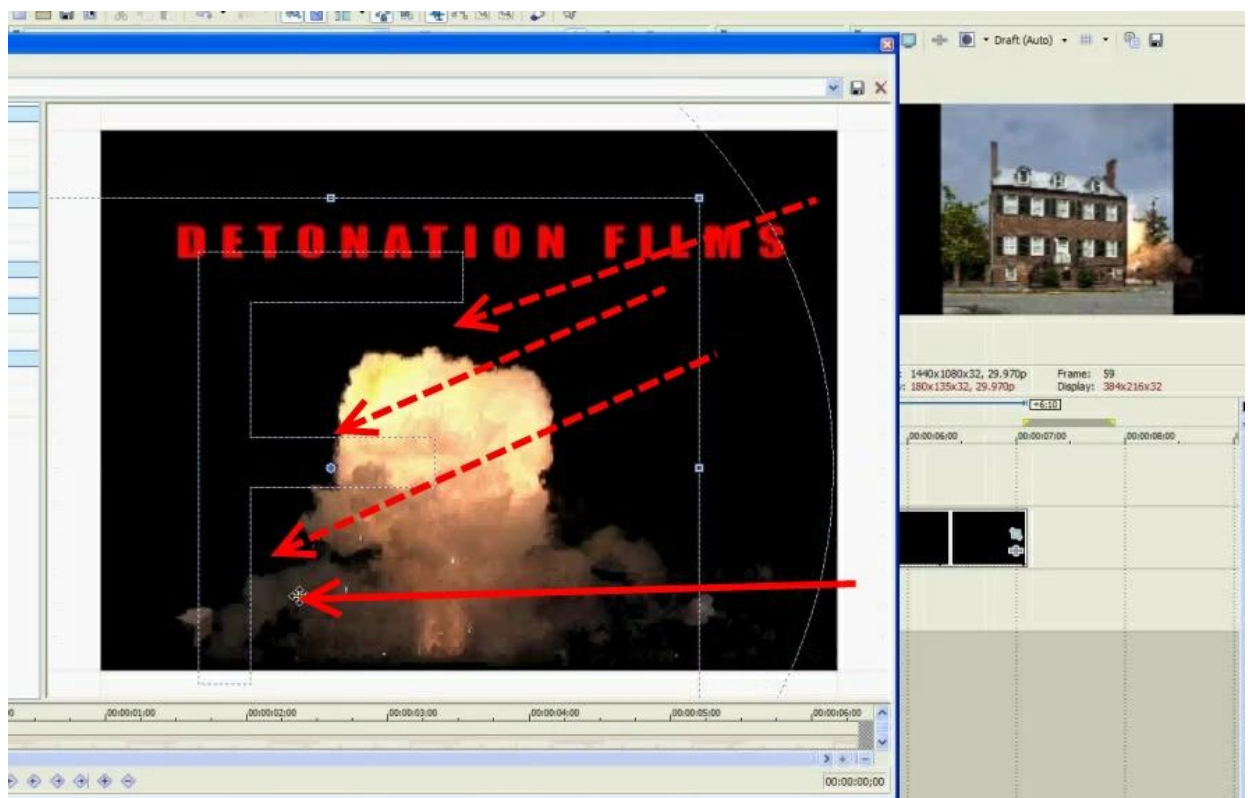 Draft (Auto)
DETONATION FILMS
1440x1080x32, 29.970p Frame: 59
180x135x32, 29.970p Display: 384x216x32
+6:10
00:00:06;00 00:00:07;00 00:00:08;00
00:00:01;00 00:00:02;00 00:00:03;00 00:00:04;00 00:00:05;00 00:00:06;00
00:00:00;00